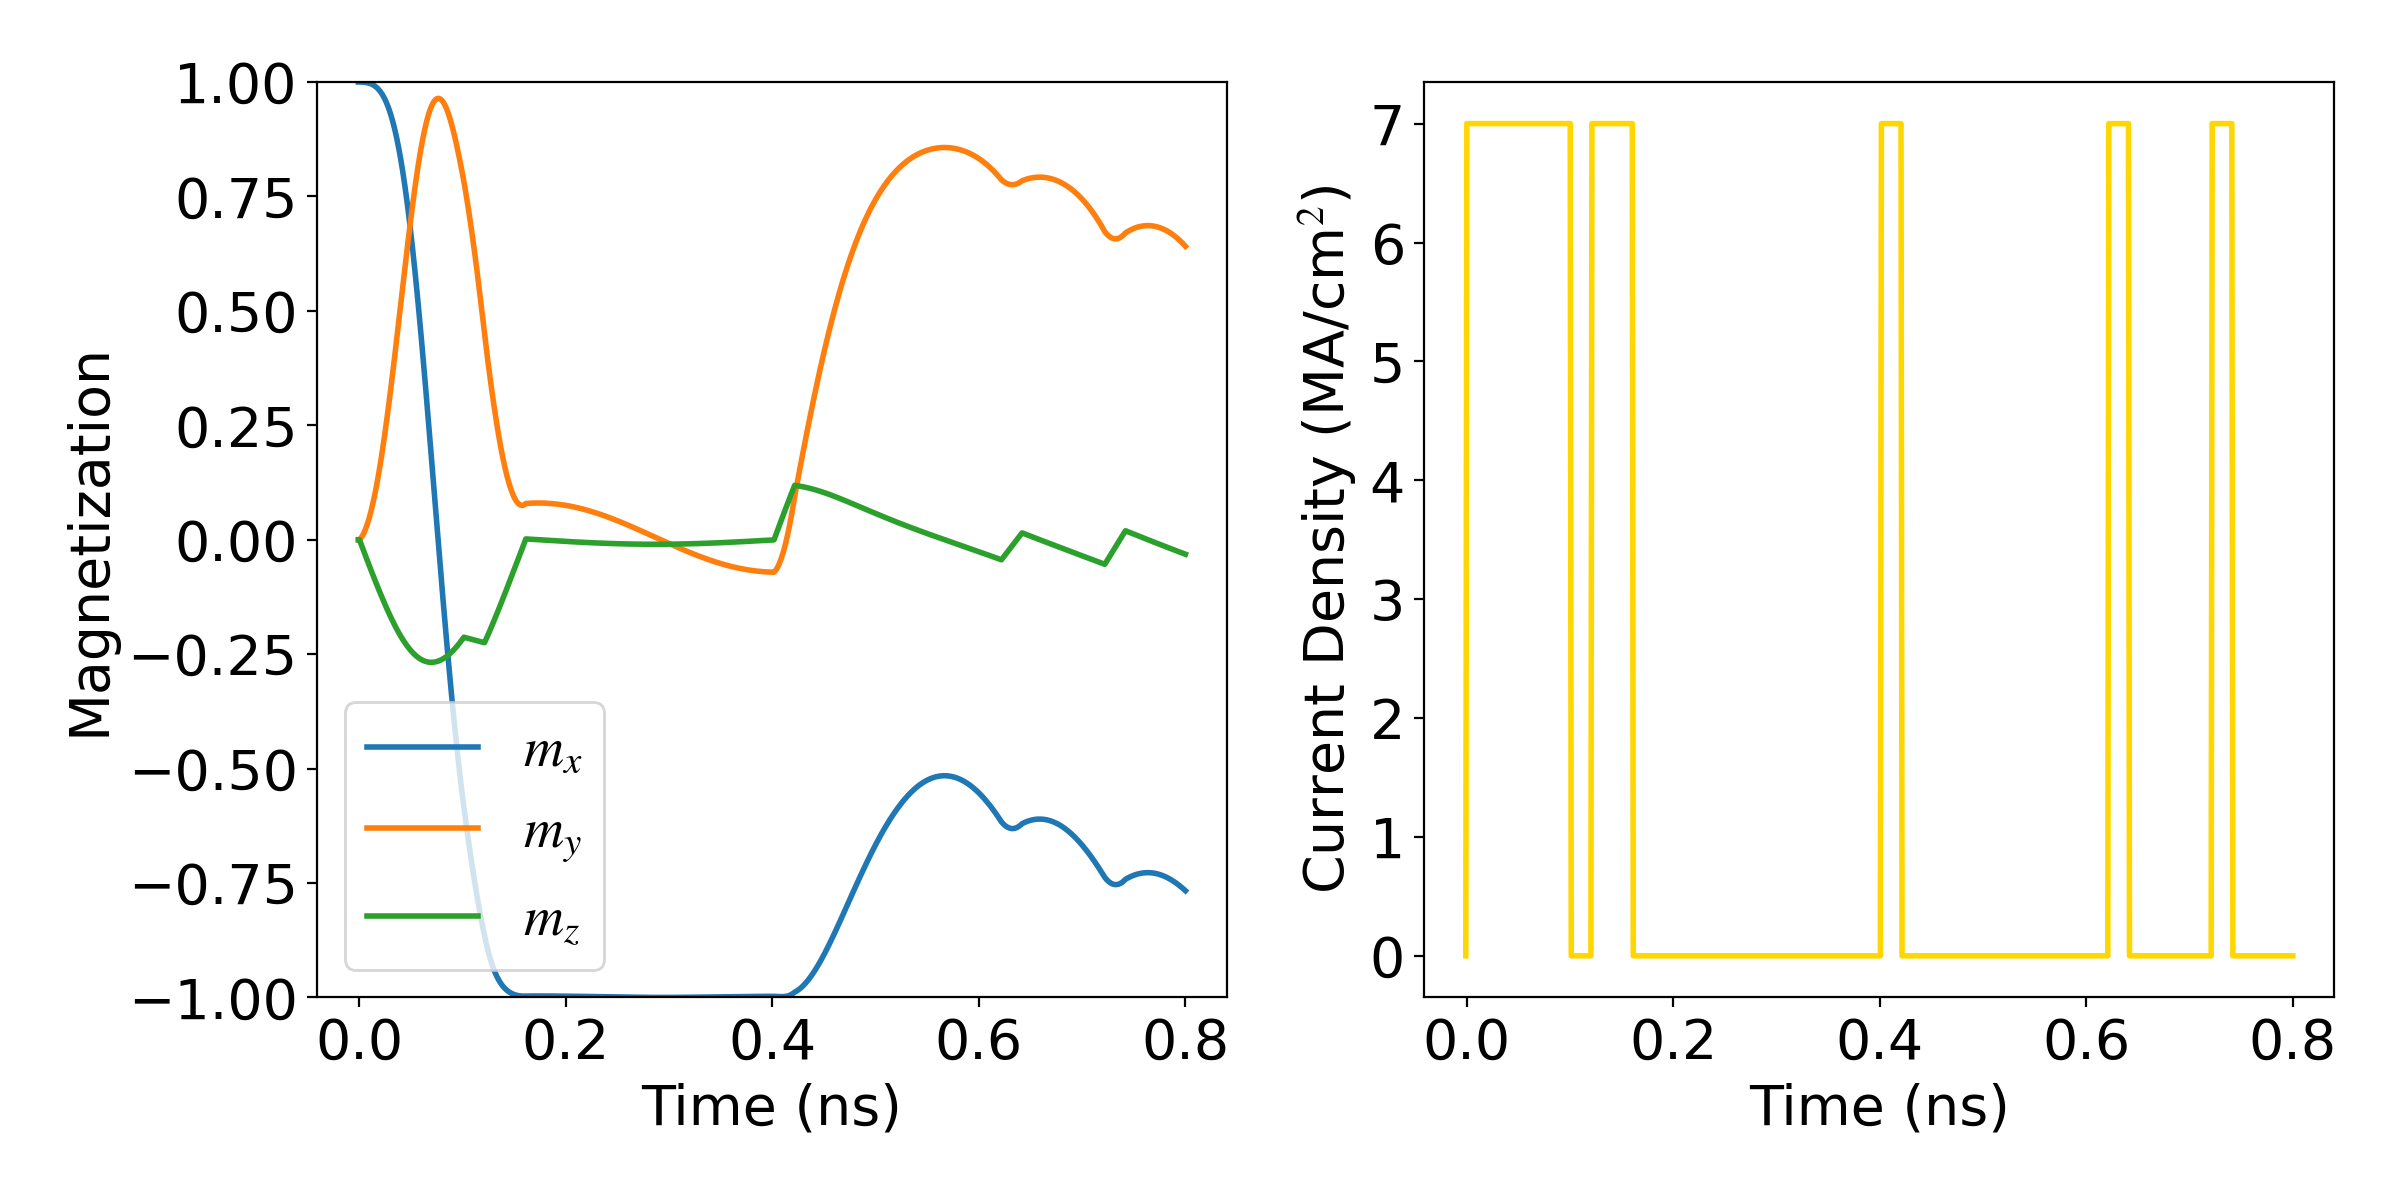 1.00
0.75
0.50
0.25
0.00
−0.25
−0.50
−0.75
−1.00
Magnetization
m_x
m_y
m_z
0.0 0.2 0.4 0.6 0.8
Time (ns)
7
6
5
4
3
2
1
0
Current Density (MA/cm²)
0.0 0.2 0.4 0.6 0.8
Time (ns)